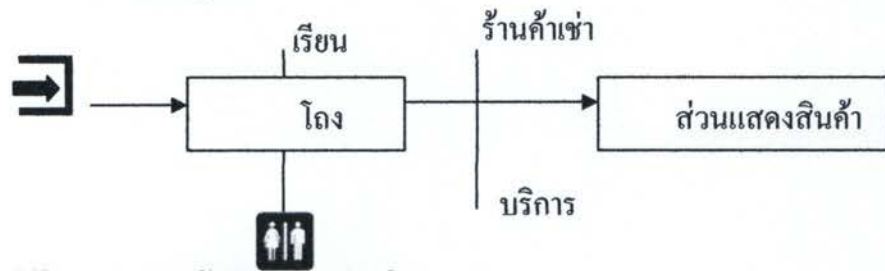 เรียน
ร้านค้าเช่า
โถง
ส่วนแสดงสินค้า
บริการ